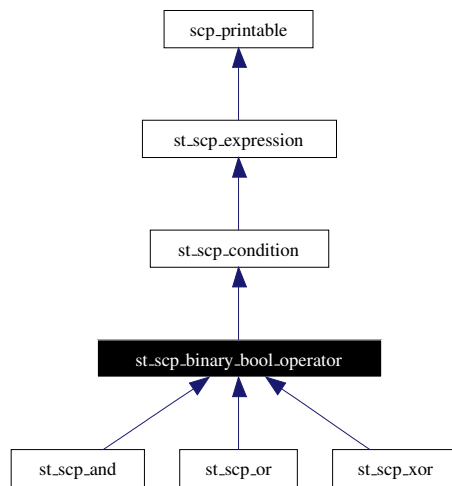 scp_printable
st_scp_expression
st_scp_condition
st_scp_binary_bool_operator
st_scp_and
st_scp_or
st_scp_xor